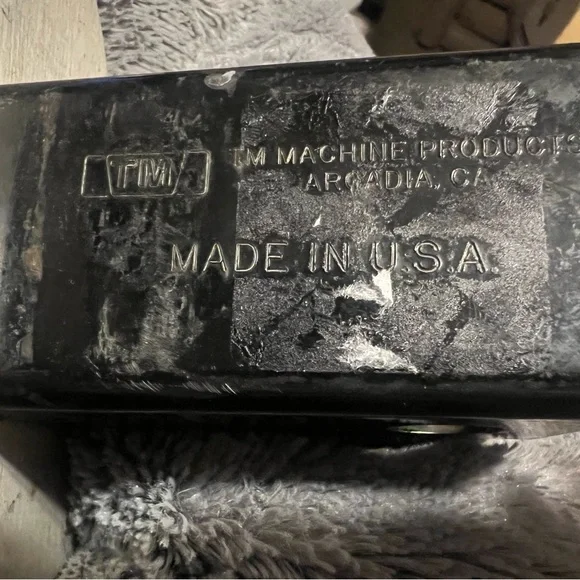 TM TM MACHINE PRODUCTS
ARCADIA, CA
MADE IN U.S.A.